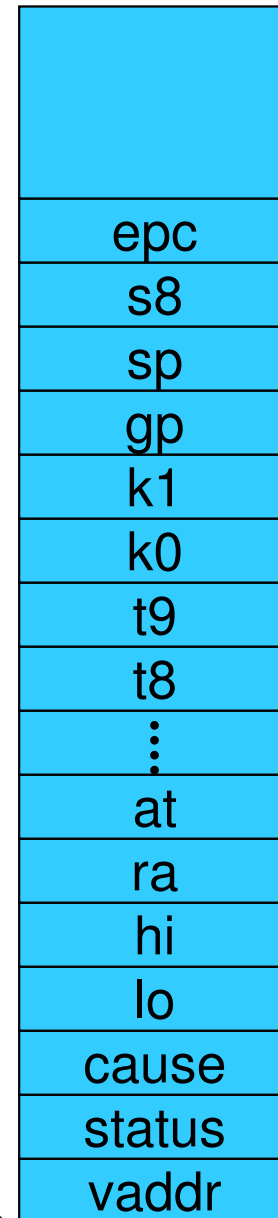 epc
s8
sp
gp
k1
k0
t9
t8
⋮
at
ra
hi
lo
cause
status
vaddr